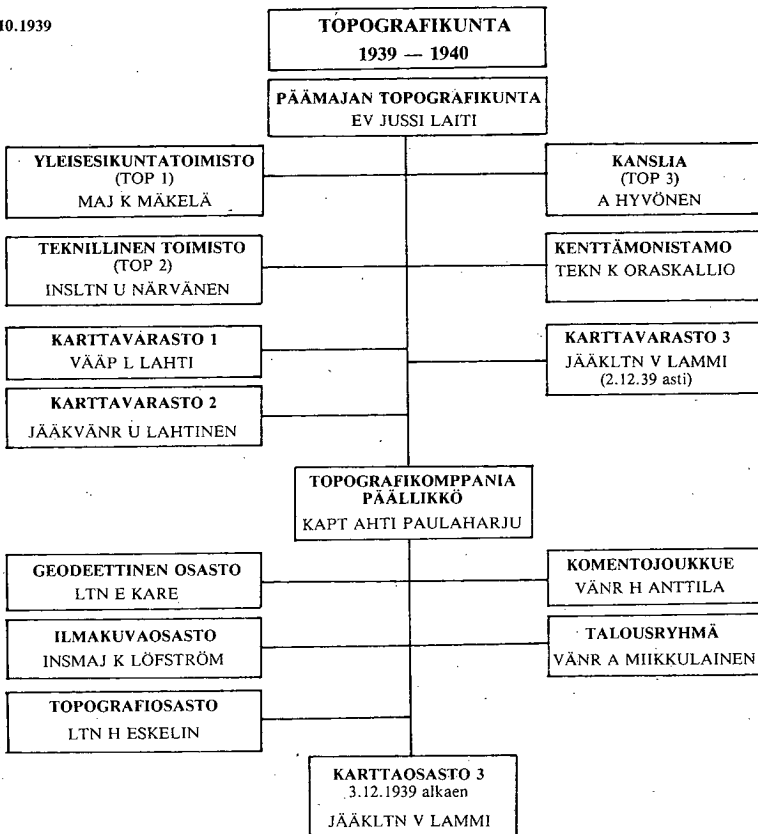 10.1939
TOPOGRAFIKUNTA
1939 — 1940
PÄÄMAJAN TOPOGRAFIKUNTA
EV JUSSI LAITI
YLEISESIKUNTATOIMISTO
(TOP 1)
MAJ K MÄKELÄ
KANSLIA
(TOP 3)
A HYVÖNEN
TEKNILLINEN TOIMISTO
(TOP 2)
INSLTN U NÄRVÄNEN
KENTTÄMONISTAMO
TEKN K ORASKALLIO
KARTTAVARASTO 1
VÄÄP L LAHTI
KARTTAVARASTO 3
JÄÄKLTN V LAMMI
(2.12.39 asti)
KARTTAVARASTO 2
JÄÄKVÄNR U LAHTINEN
TOPOGRAFIKOMPPANIA
PÄÄLLIKKÖ
KAPT AHTI PAULAHARJU
GEODEETTINEN OSASTO
LTN E KARE
KOMENTOJOUKKUE
VÄNR H ANTTILA
ILMAKUVAOSASTO
INSMAJ K LÖFSTRÖM
TALOUSRYHMÄ
VÄNR A MIIKKULAINEN
TOPOGRAFIOSASTO
LTN H ESKELIN
KARTTAOSASTO 3
3.12.1939 alkaen
JÄÄKLTN V LAMMI